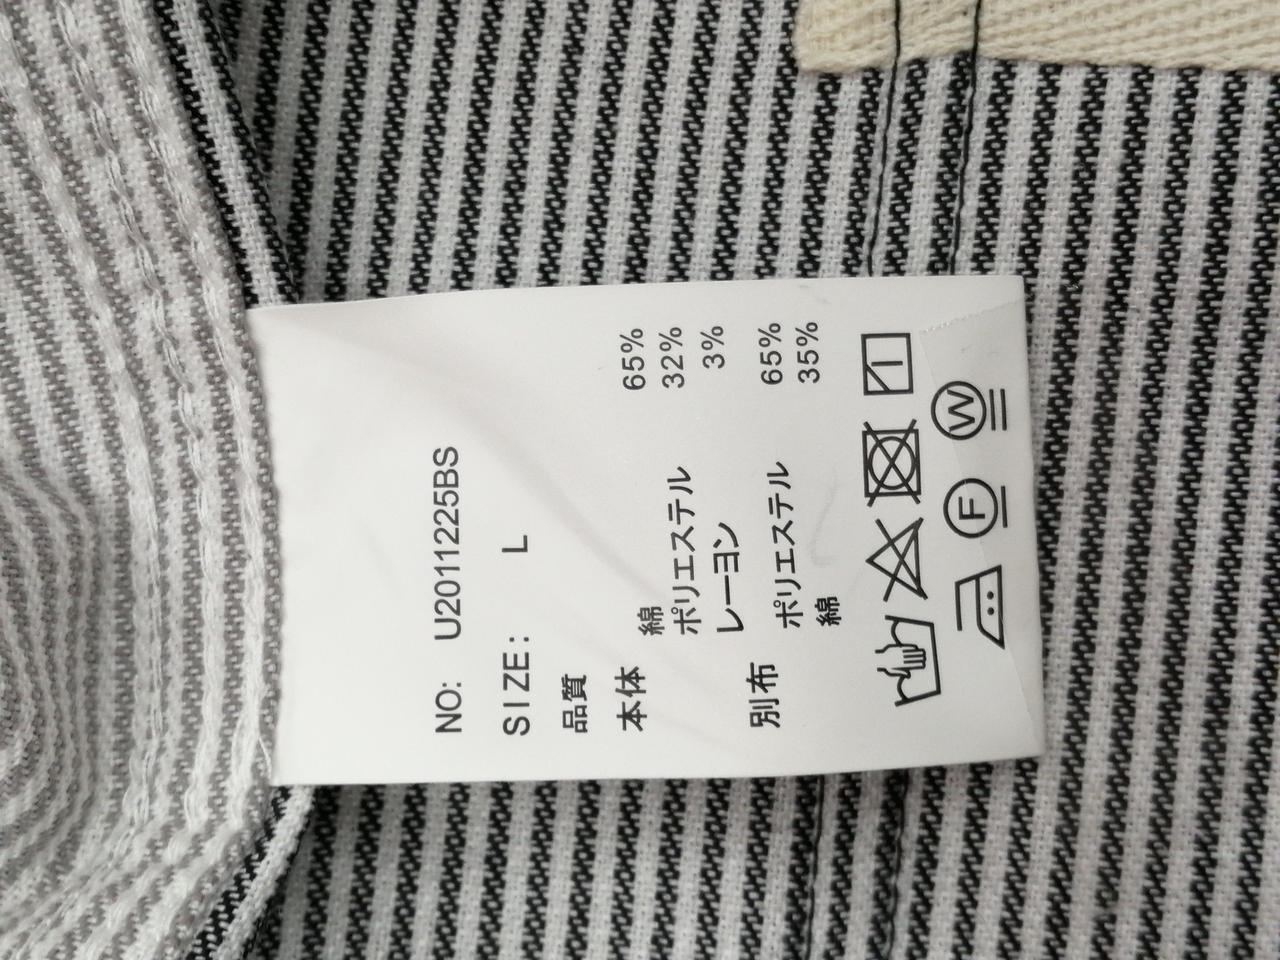 NO: U2011225BS
SIZE: L
品質
本体 綿 65%
ポリエステル 32%
レーヨン 3%
別布 ポリエステル 65%
綿 35%
F W